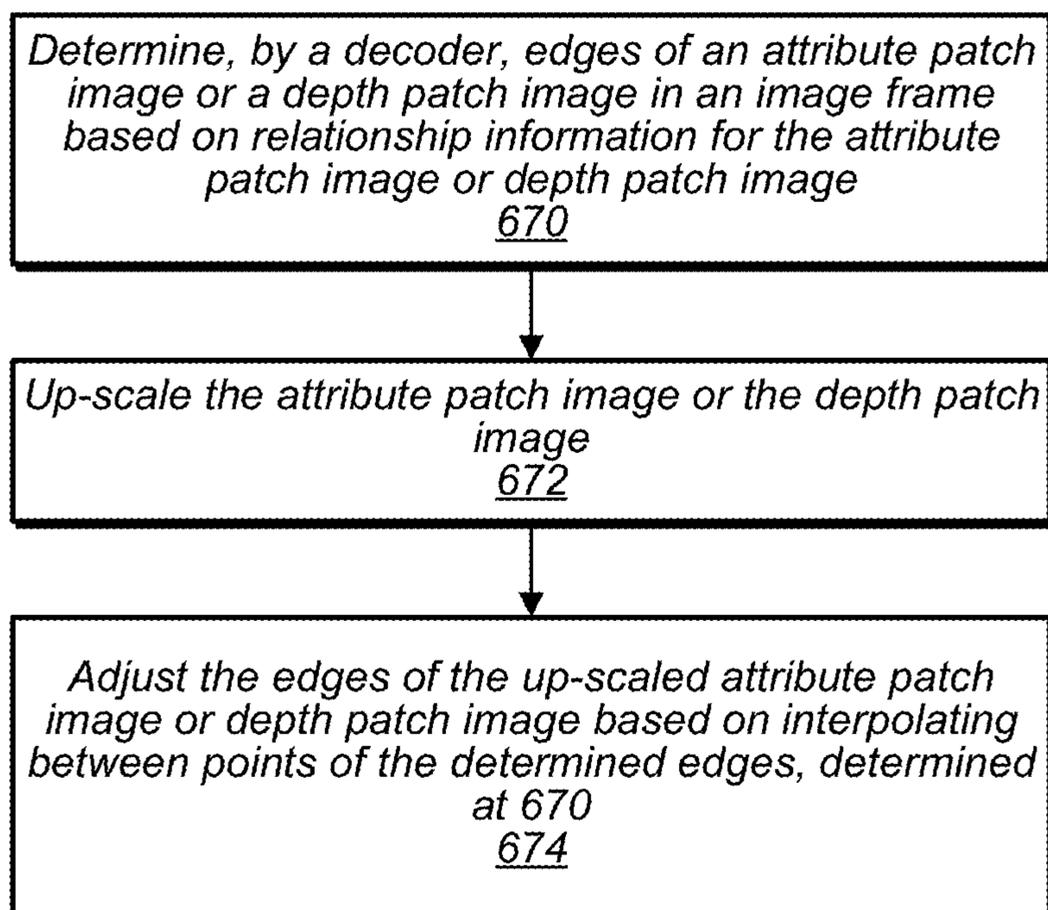 Determine, by a decoder, edges of an attribute patch
image or a depth patch image in an image frame
based on relationship information for the attribute
patch image or depth patch image
670
Up-scale the attribute patch image or the depth patch
image
672
Adjust the edges of the up-scaled attribute patch
image or depth patch image based on interpolating
between points of the determined edges, determined
at 670
674